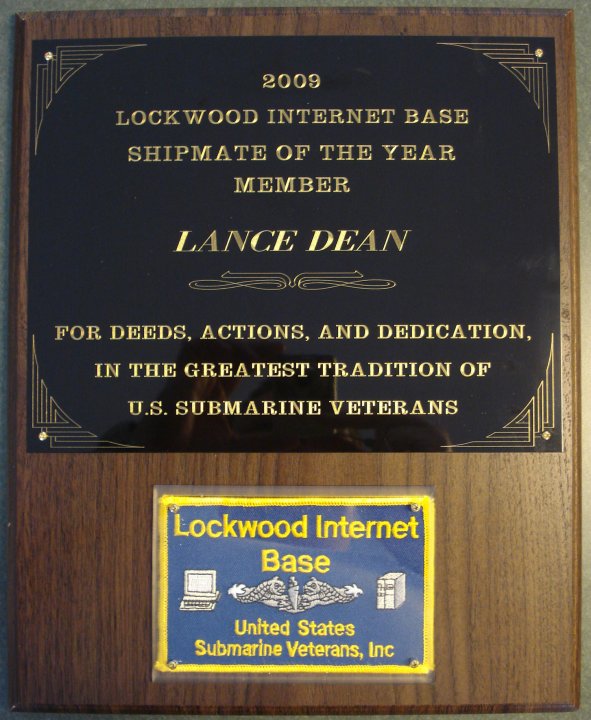 2009
LOCKWOOD INTERNET BASE
SHIPMATE OF THE YEAR
MEMBER
LANCE DEAN
FOR DEEDS, ACTIONS, AND DEDICATION,
IN THE GREATEST TRADITION OF
U.S. SUBMARINE VETERANS
Lockwood Internet
Base
United States
Submarine Veterans, Inc